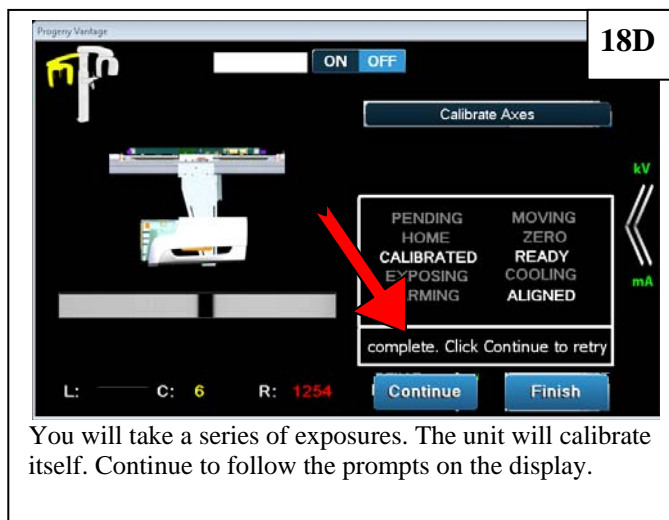 Progeny Vantage
18D
ON OFF
Calibrate Axes
kV
PENDING MOVING
HOME ZERO
CALIBRATED READY
EXPOSING COOLING
ARMING ALIGNED
mA
complete. Click Continue to retry
L: C: 6 R: 1254
Continue Finish
You will take a series of exposures. The unit will calibrate
itself. Continue to follow the prompts on the display.